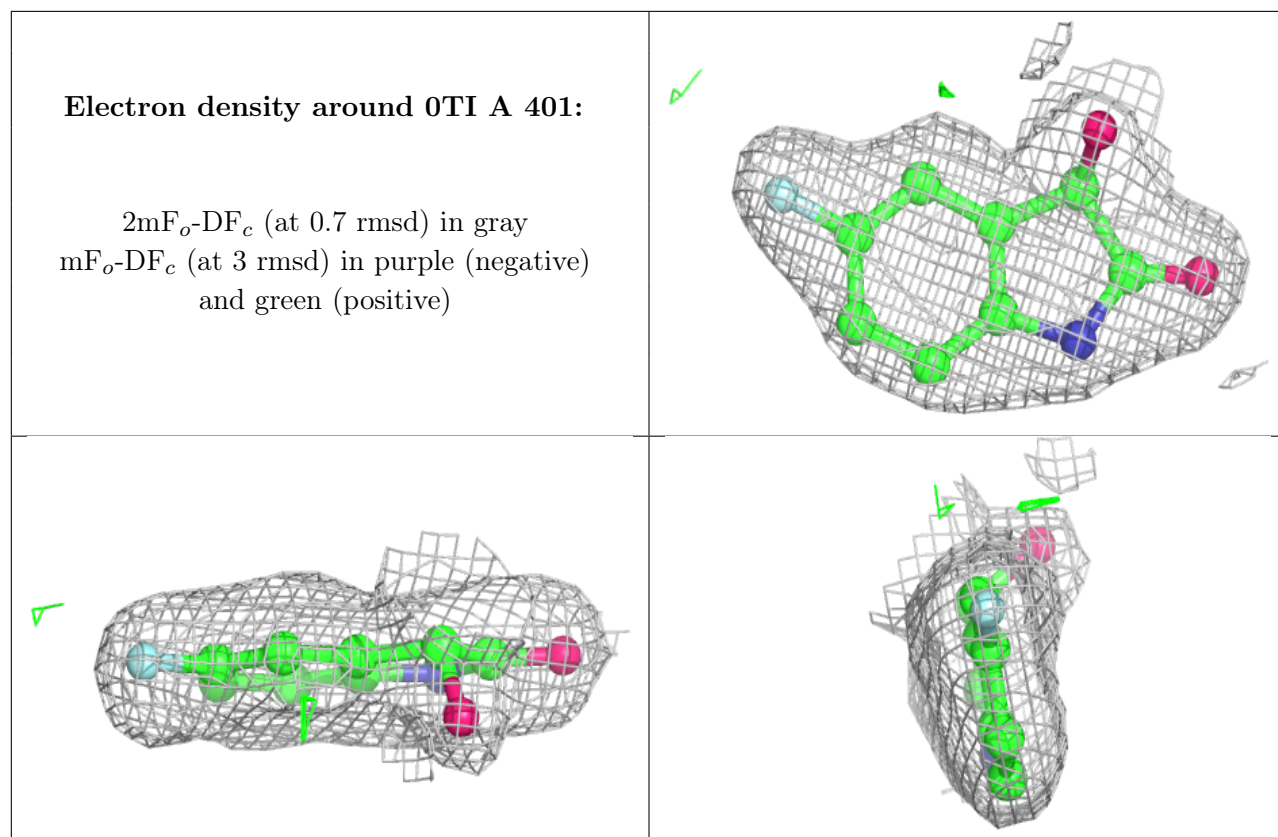 Electron density around 0TI A 401:
2mFo-DFc (at 0.7 rmsd) in gray
mFo-DFc (at 3 rmsd) in purple (negative)
and green (positive)